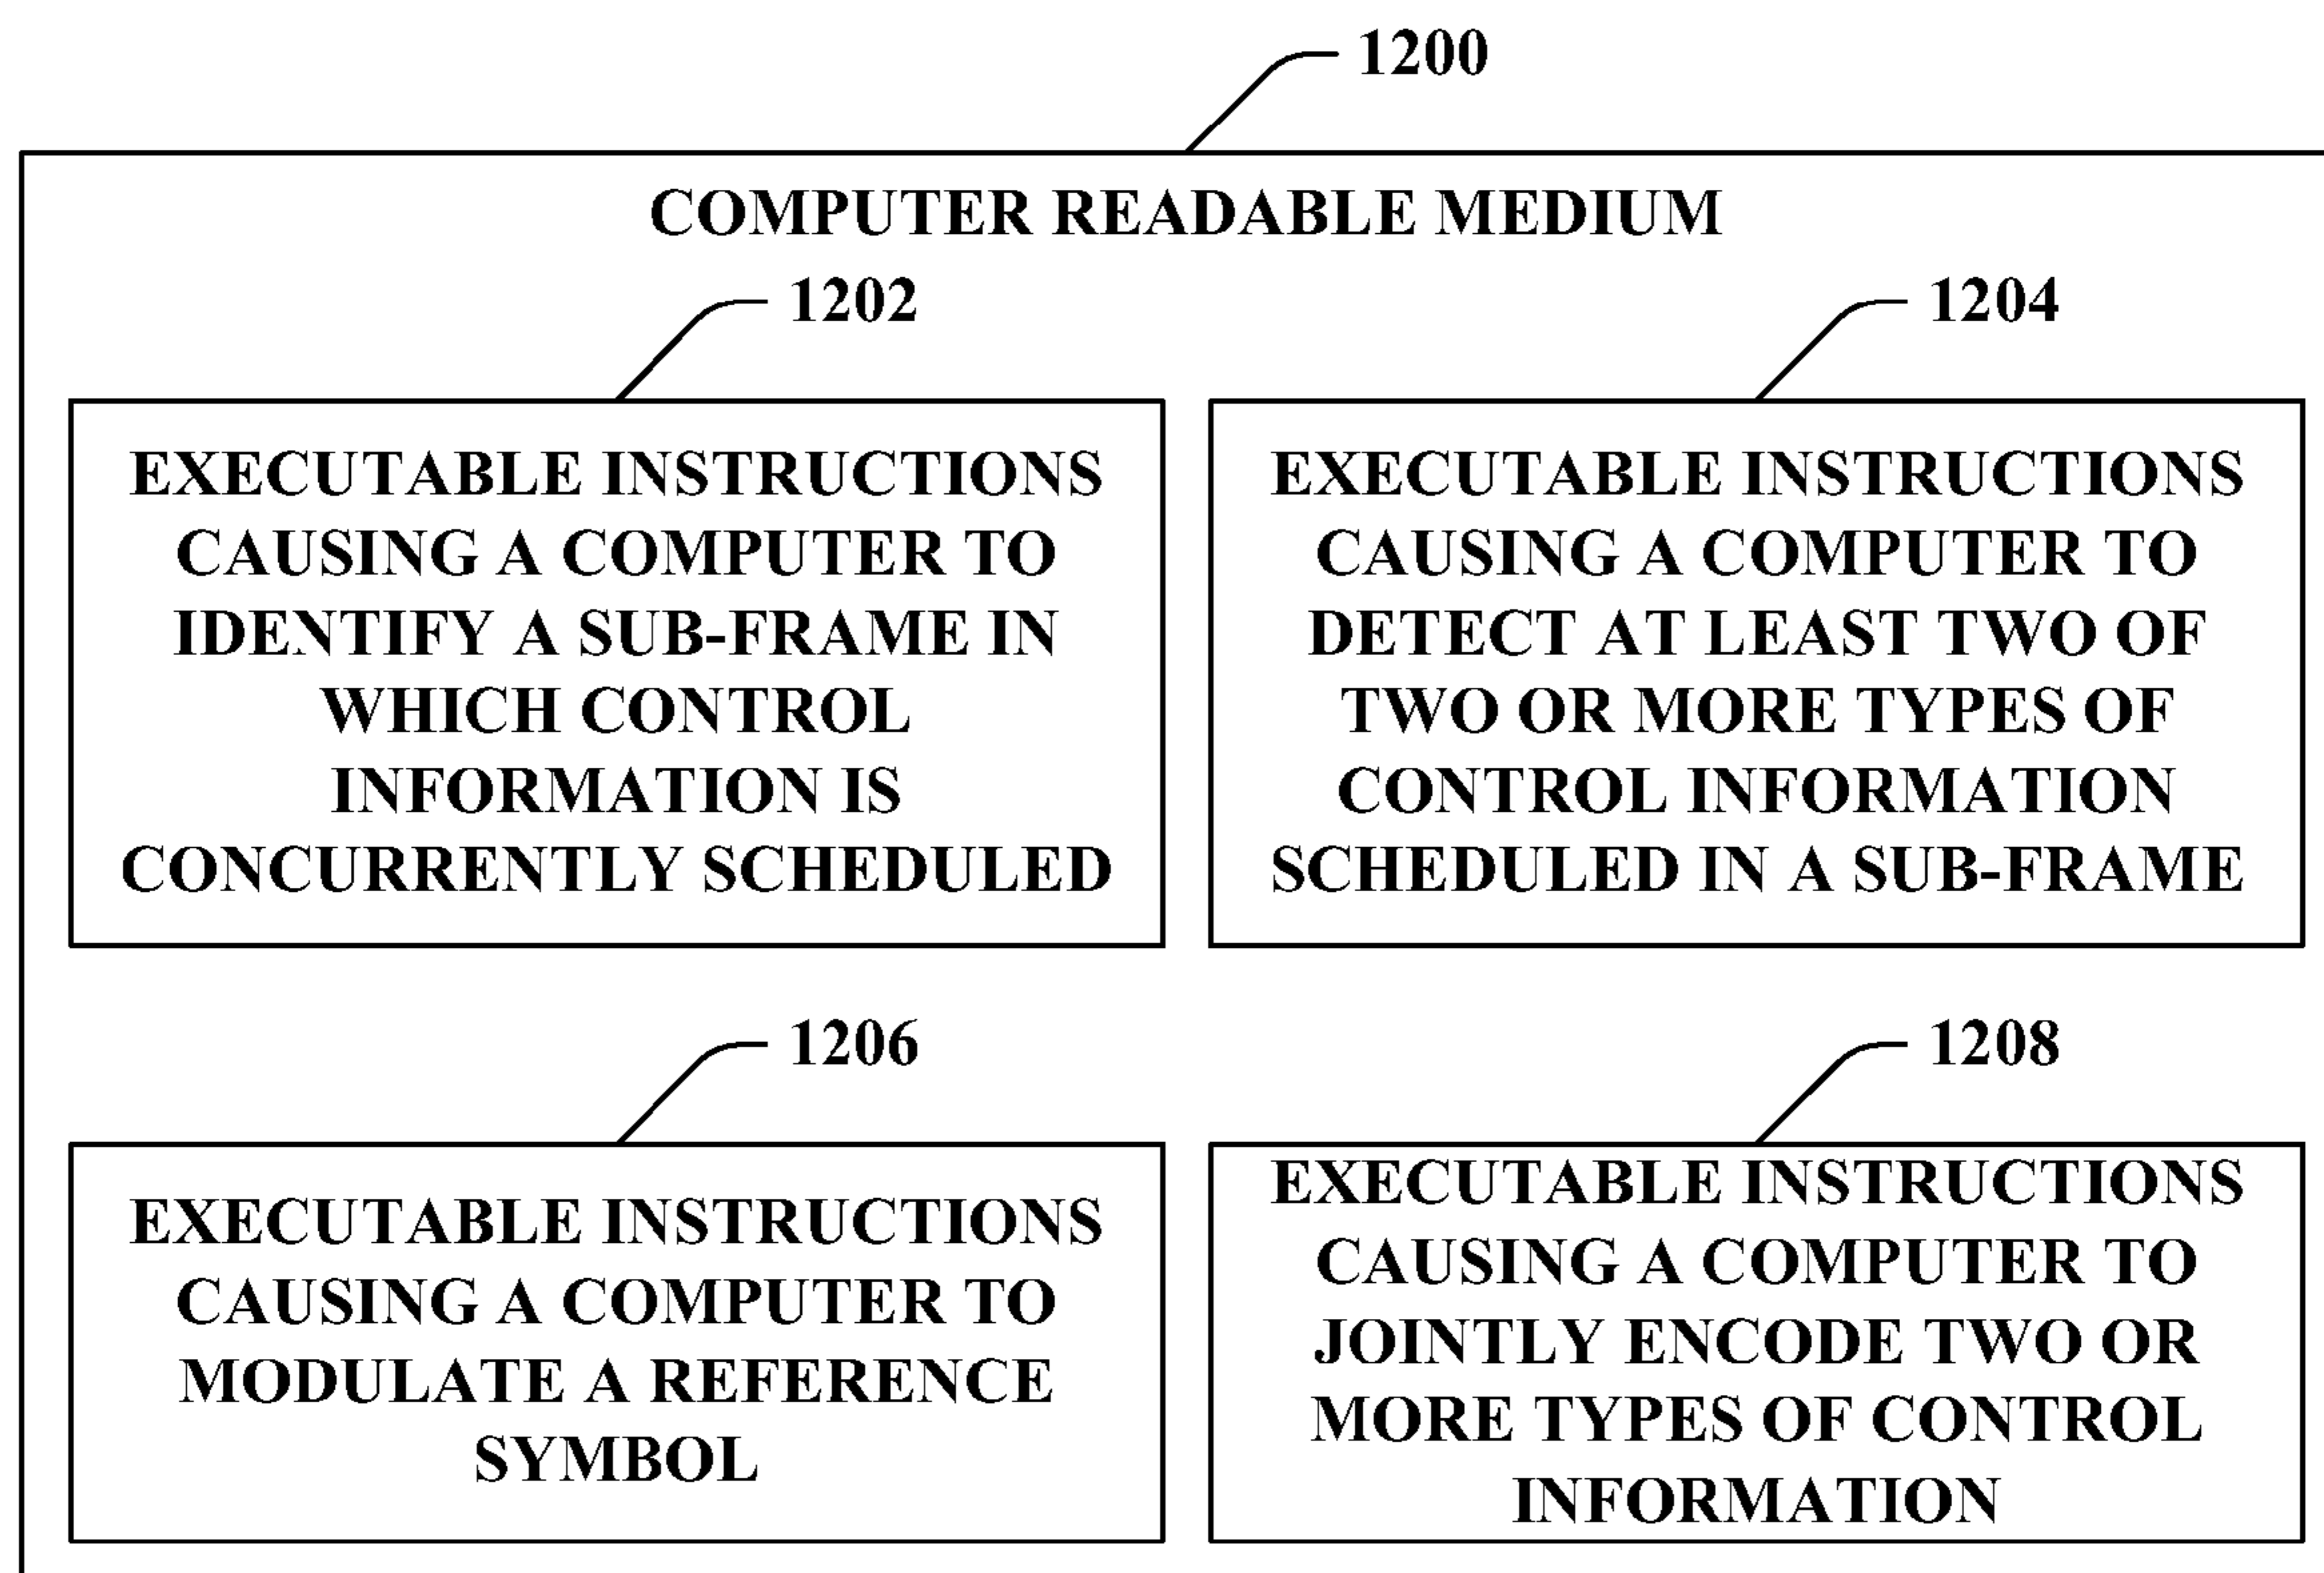 1200
COMPUTER READABLE MEDIUM
1202
EXECUTABLE INSTRUCTIONS
CAUSING A COMPUTER TO
IDENTIFY A SUB-FRAME IN
WHICH CONTROL
INFORMATION IS
CONCURRENTLY SCHEDULED
1204
EXECUTABLE INSTRUCTIONS
CAUSING A COMPUTER TO
DETECT AT LEAST TWO OF
TWO OR MORE TYPES OF
CONTROL INFORMATION
SCHEDULED IN A SUB-FRAME
1206
EXECUTABLE INSTRUCTIONS
CAUSING A COMPUTER TO
MODULATE A REFERENCE
SYMBOL
1208
EXECUTABLE INSTRUCTIONS
CAUSING A COMPUTER TO
JOINTLY ENCODE TWO OR
MORE TYPES OF CONTROL
INFORMATION